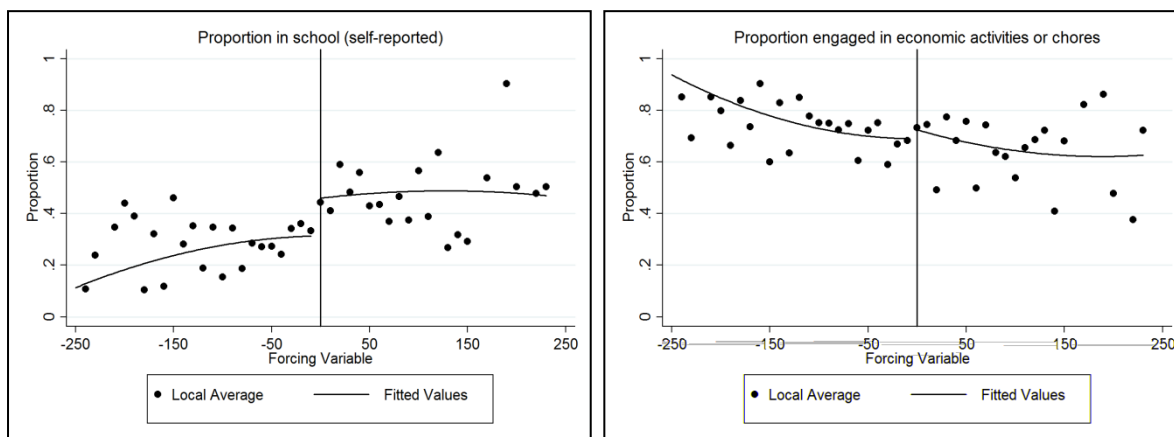 Proportion in school (self-reported)
Proportion
1
.8
.6
.4
.2
0
-250
-150
-50
50
150
250
Forcing Variable
Local Average
Fitted Values
Proportion engaged in economic activities or chores
Proportion
1
.8
.6
.4
.2
0
-250
-150
-50
50
150
250
Forcing Variable
Local Average
Fitted Values